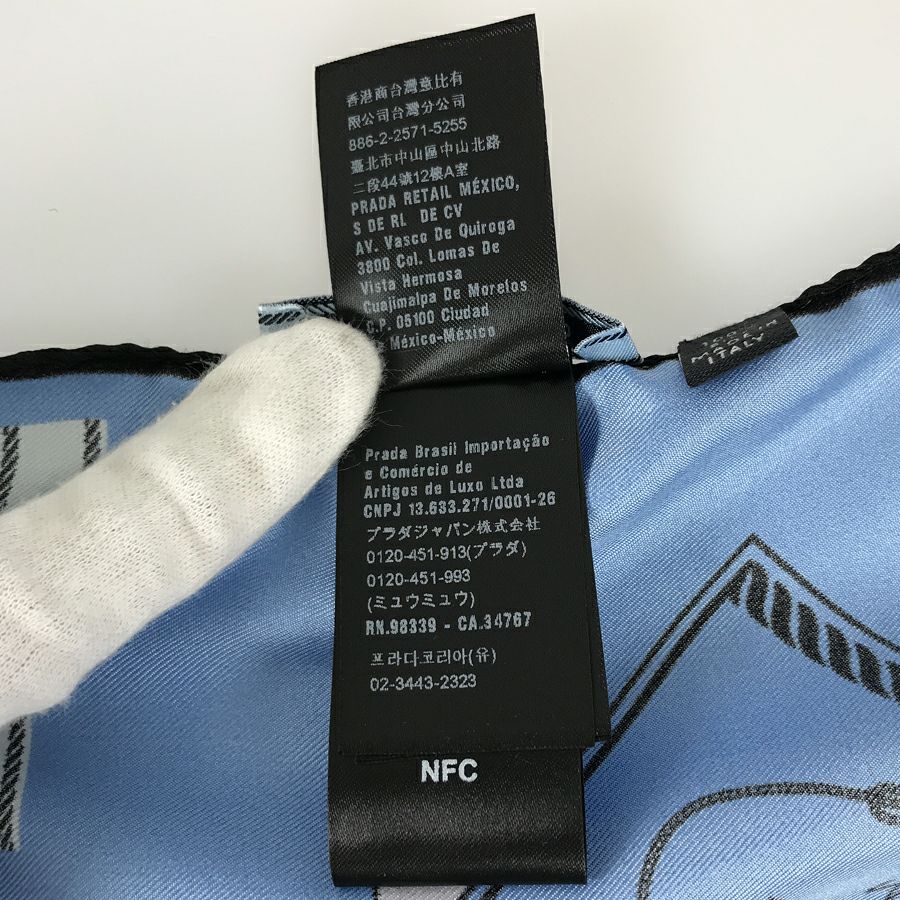 香港商台灣意比有
限公司台灣分公司
886-2-2571-5255
臺北市中山區中山北路
二段44號12樓A室
PRADA RETAIL MÉXICO,
S DE RL DE CV
AV. Vasco De Quiroga
3800 Col. Lomas De
Vista Hermosa
Cuajimalpa De Morelos
C.P. 05100 Ciudad
De México-México
Prada Brasil Importação
e Comércio de
Artigos de Luxo Ltda
CNPJ 13.633.271/0001-26
プラダジャパン株式会社
0120-451-913(プラダ)
0120-451-993
(ミュウミュウ)
RN.98339 - CA.34767
프라다코리아(유)
02-3443-2323
NFC
MADE IN
ITALY